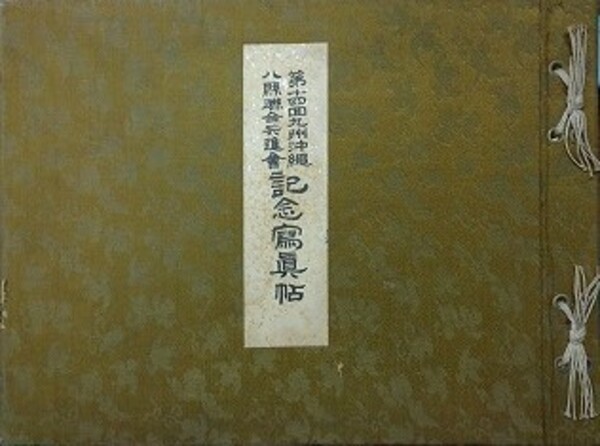 第十四回九州沖縄
八縣聯合共進會
記念寫眞帖